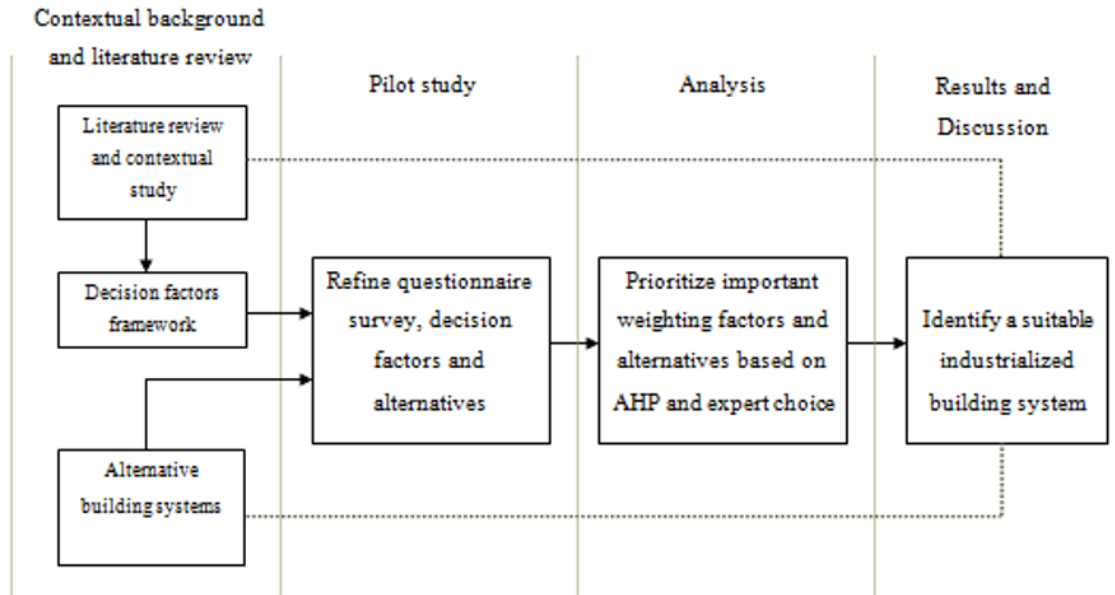 Contextual background
and literature review
Pilot study
Analysis
Results and
Discussion
Literature review
and contextual
study
Decision factors
framework
Alternative
building systems
Refine questionnaire
survey, decision
factors and
alternatives
Prioritize important
weighting factors and
alternatives based on
AHP and expert choice
Identify a suitable
industrialized
building system